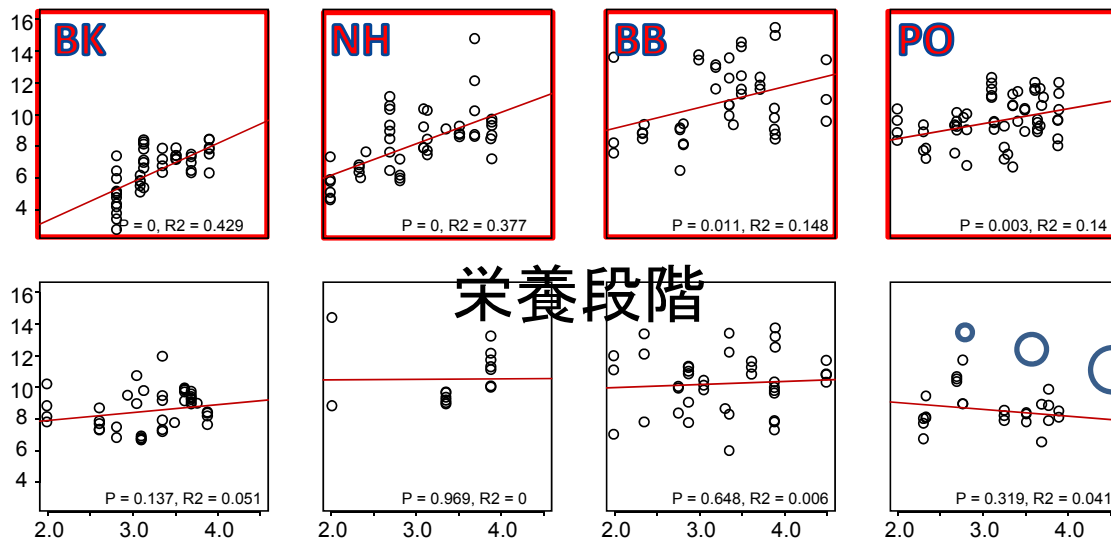 16
14
12
10
8
6
4
BK
NH
BB
PO
P = 0, R2 = 0.429
P = 0, R2 = 0.377
P = 0.011, R2 = 0.148
P = 0.003, R2 = 0.14
栄養段階
16
14
12
10
8
6
4
P = 0.137, R2 = 0.051
P = 0.969, R2 = 0
P = 0.648, R2 = 0.006
P = 0.319, R2 = 0.041
2.0 3.0 4.0
2.0 3.0 4.0
2.0 3.0 4.0
2.0 3.0 4.0